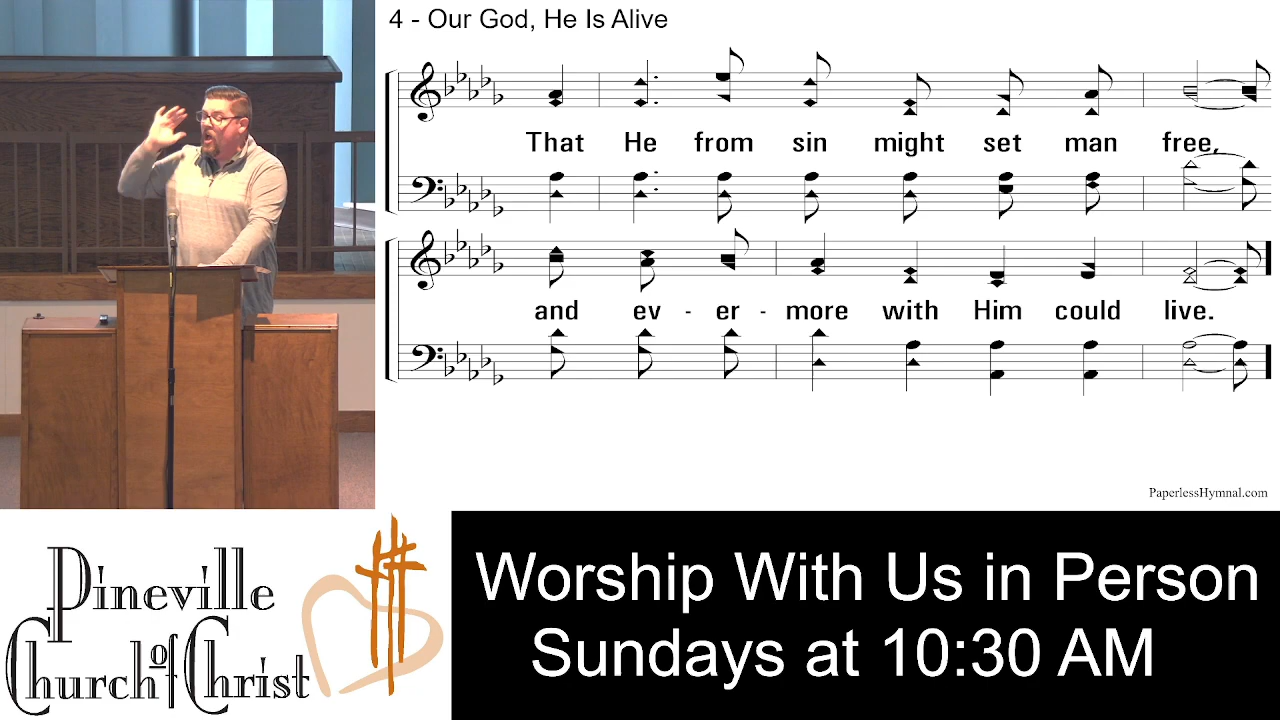 4 - Our God, He Is Alive
That He from sin might set man free,
and ev - er - more with Him could live.
PaperlessHymnal.com
Pineville
Church of Christ
Worship With Us in Person
Sundays at 10:30 AM